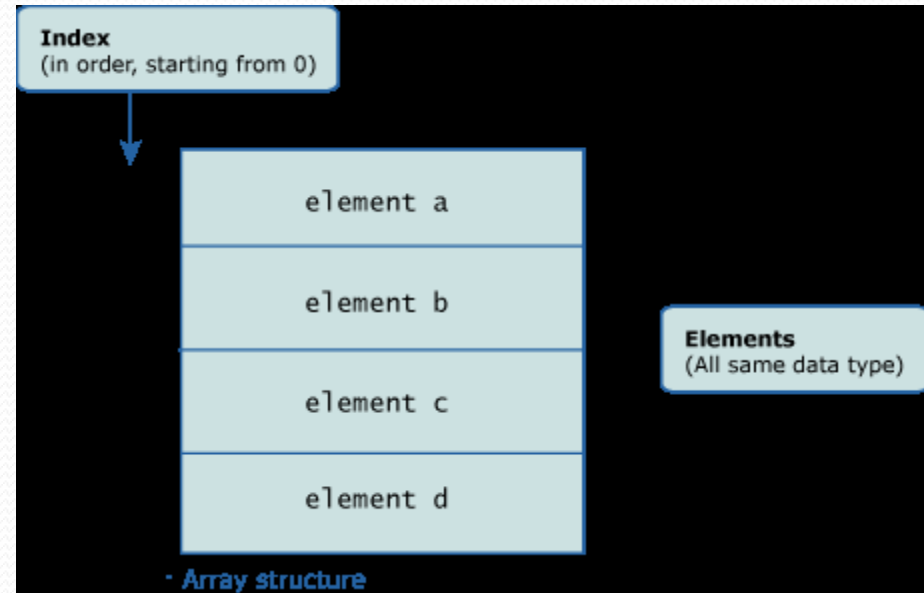 Index
(in order, starting from 0)
element a
element b
Elements
(All same data type)
element c
element d
· Array structure